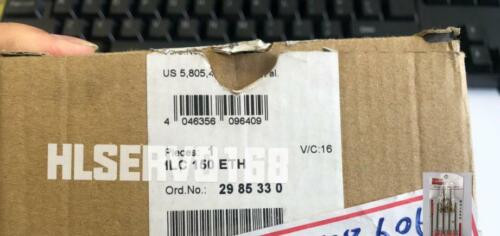 US 5,805,4
al.
4 046356 096409
Pieces:
V/C:16
HLSERVO168
ILC 150 ETH
Ord.No.: 29 85 33 0